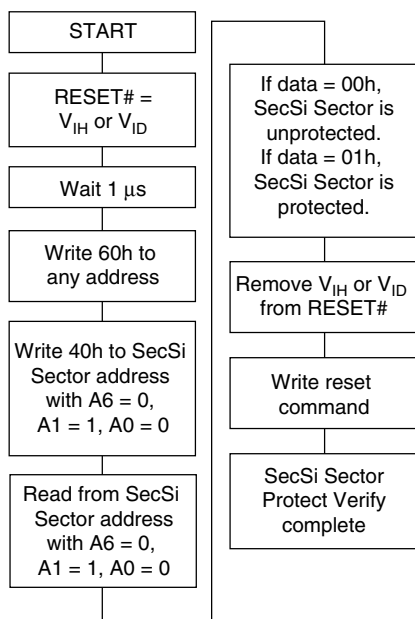 START
RESET# =
V_IH or V_ID
Wait 1 μs
Write 60h to
any address
Write 40h to SecSi
Sector address
with A6 = 0,
A1 = 1, A0 = 0
Read from SecSi
Sector address
with A6 = 0,
A1 = 1, A0 = 0
If data = 00h,
SecSi Sector is
unprotected.
If data = 01h,
SecSi Sector is
protected.
Remove V_IH or V_ID
from RESET#
Write reset
command
SecSi Sector
Protect Verify
complete